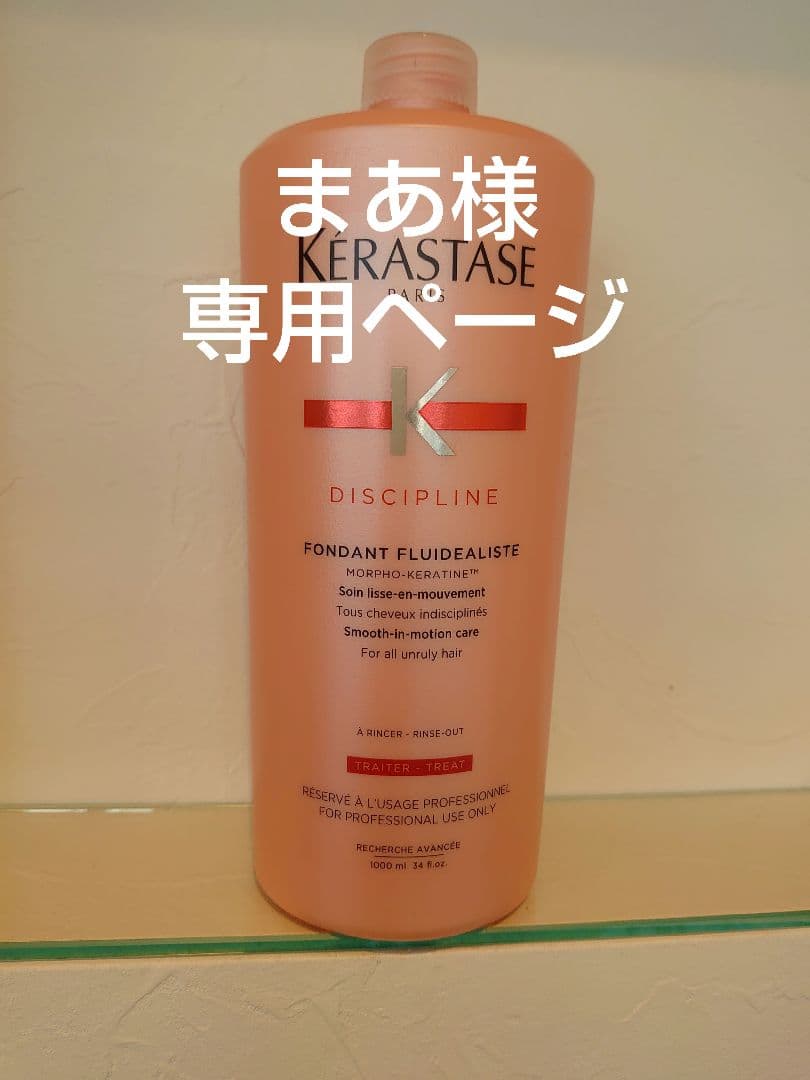 まあ様
KÉRASTASE
PARIS
専用ページ
K
DISCIPLINE
FONDANT FLUIDEALISTE
MORPHO-KERATINE™
Soin lisse-en-mouvement
Tous cheveux indisciplinés
Smooth-in-motion care
For all unruly hair
À RINCER - RINSE-OUT
TRAITER - TREAT
RÉSERVÉ À L'USAGE PROFESSIONNEL
FOR PROFESSIONAL USE ONLY
RECHERCHE AVANCÉE
1000 ml 34 fl.oz.